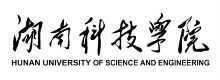 湖南科技学院
HUNAN UNIVERSITY OF SCIENCE AND ENGINEERING